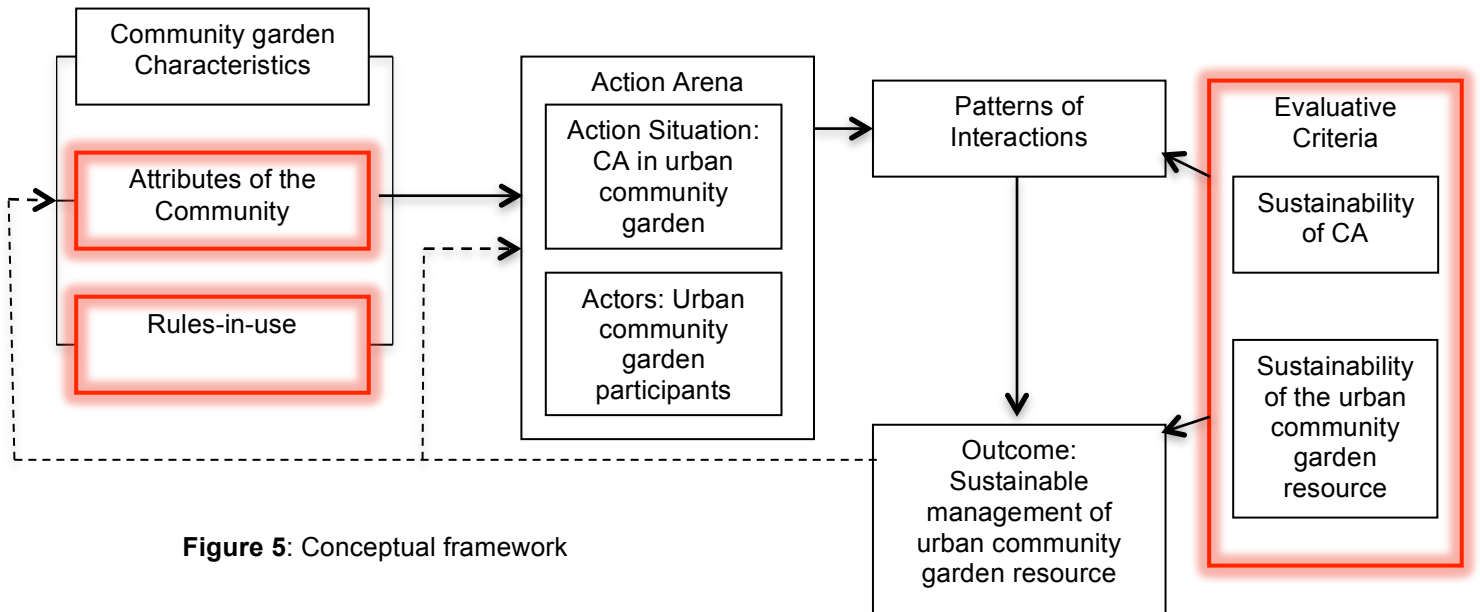 Community garden
Characteristics
Attributes of the
Community
Rules-in-use
Action Arena
Action Situation:
CA in urban
community
garden
Actors: Urban
community
garden
participants
Patterns of
Interactions
Outcome:
Sustainable
management of
urban community
garden resource
Evaluative
Criteria
Sustainability
of CA
Sustainability
of the urban
community
garden
resource
Figure 5: Conceptual framework